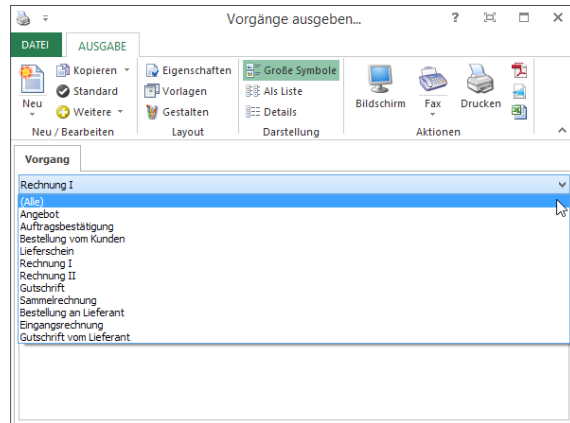 Vorgänge ausgeben...
DATEI AUSGABE
Neu
Kopieren
Standard
Weitere
Neu / Bearbeiten
Eigenschaften
Vorlagen
Gestalten
Layout
Große Symbole
Als Liste
Details
Darstellung
Bildschirm
Fax
Drucken
Aktionen
Vorgang
Rechnung I
(Alle)
Angebot
Auftragsbestätigung
Bestellung vom Kunden
Lieferschein
Rechnung I
Rechnung II
Gutschrift
Sammelrechnung
Bestellung an Lieferant
Eingangsrechnung
Gutschrift vom Lieferant